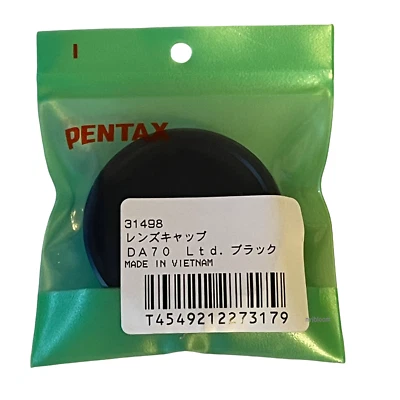 PENTAX
31498
レンズキャップ
DA70 Ltd. ブラック
MADE IN VIETNAM
T4549212273179